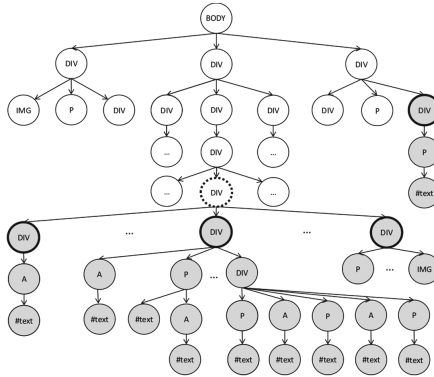 BODY
DIV DIV DIV
IMG P DIV DIV DIV DIV DIV P DIV
... DIV ... P
... DIV ... #text
DIV ... DIV ... DIV
A A P ... DIV P ... IMG
#text #text #text A P A P A P
#text #text #text #text #text #text